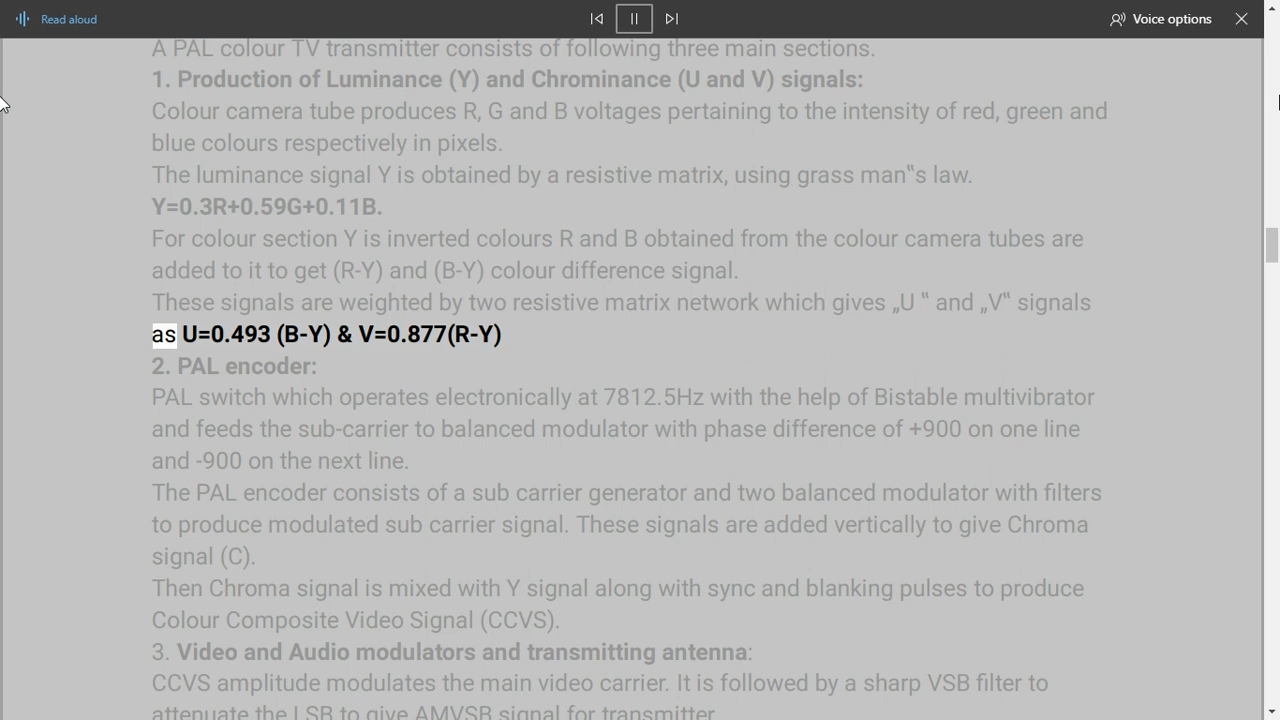 Read aloud
Voice options
A PAL colour TV transmitter consists of following three main sections.
1. Production of Luminance (Y) and Chrominance (U and V) signals:
Colour camera tube produces R, G and B voltages pertaining to the intensity of red, green and
blue colours respectively in pixels.
The luminance signal Y is obtained by a resistive matrix, using grass man‟s law.
Y=0.3R+0.59G+0.11B.
For colour section Y is inverted colours R and B obtained from the colour camera tubes are
added to it to get (R-Y) and (B-Y) colour difference signal.
These signals are weighted by two resistive matrix network which gives „U ‟ and „V‟ signals
as U=0.493 (B-Y) & V=0.877(R-Y)
2. PAL encoder:
PAL switch which operates electronically at 7812.5Hz with the help of Bistable multivibrator
and feeds the sub-carrier to balanced modulator with phase difference of +900 on one line
and -900 on the next line.
The PAL encoder consists of a sub carrier generator and two balanced modulator with filters
to produce modulated sub carrier signal. These signals are added vertically to give Chroma
signal (C).
Then Chroma signal is mixed with Y signal along with sync and blanking pulses to produce
Colour Composite Video Signal (CCVS).
3. Video and Audio modulators and transmitting antenna:
CCVS amplitude modulates the main video carrier. It is followed by a sharp VSB filter to
attenuate the LSB to give AMVSB signal for transmitter